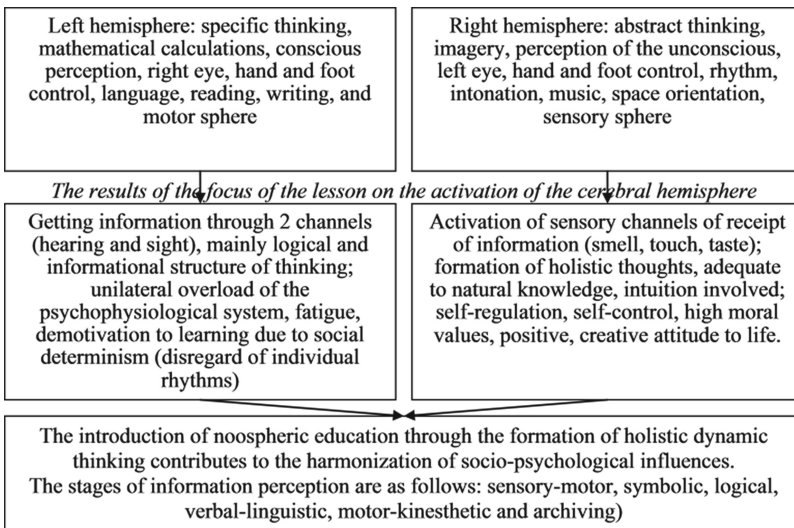 Left hemisphere: specific thinking,
mathematical calculations, conscious
perception, right eye, hand and foot
control, language, reading, writing, and
motor sphere
Right hemisphere: abstract thinking,
imagery, perception of the unconscious,
left eye, hand and foot control, rhythm,
intonation, music, space orientation,
sensory sphere
The results of the focus of the lesson on the activation of the cerebral hemisphere
Getting information through 2 channels
(hearing and sight), mainly logical and
informational structure of thinking;
unilateral overload of the
psychophysiological system, fatigue,
demotivation to learning due to social
determinism (disregard of individual
rhythms)
Activation of sensory channels of receipt
of information (smell, touch, taste);
formation of holistic thoughts, adequate
to natural knowledge, intuition involved;
self-regulation, self-control, high moral
values, positive, creative attitude to life.
The introduction of noospheric education through the formation of holistic dynamic
thinking contributes to the harmonization of socio-psychological influences.
The stages of information perception are as follows: sensory-motor, symbolic, logical,
verbal-linguistic, motor-kinesthetic and archiving)